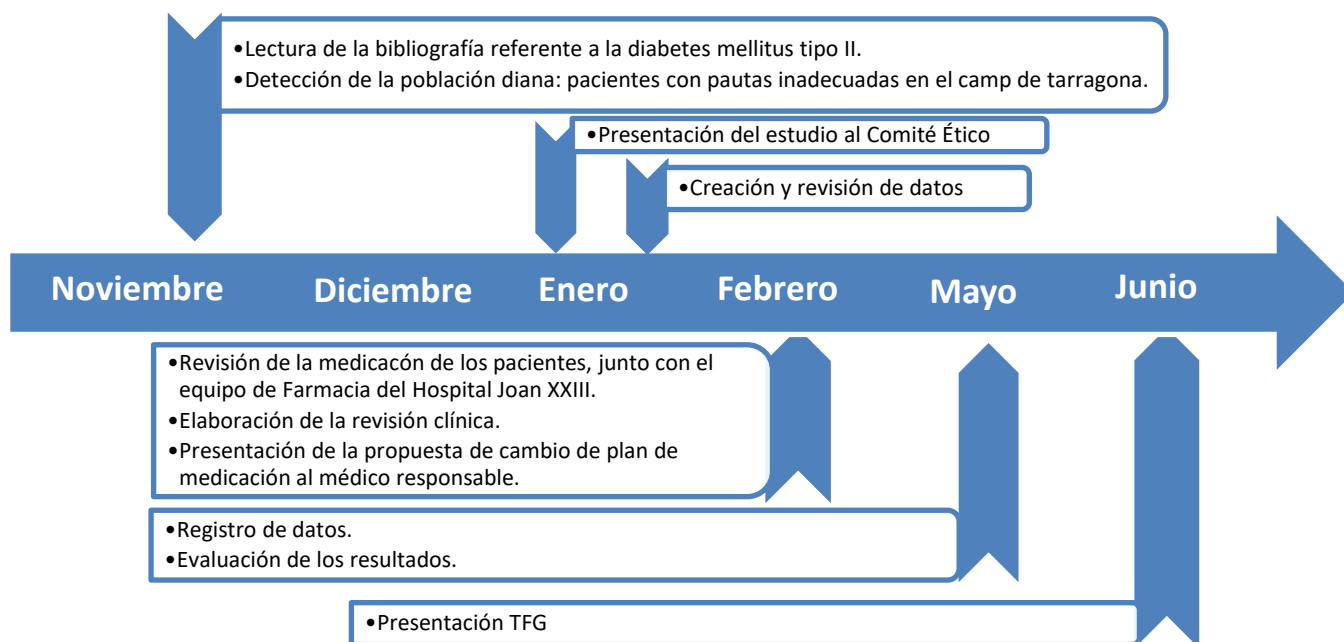 •Lectura de la bibliografía referente a la diabetes mellitus tipo II.
•Detección de la población diana: pacientes con pautas inadecuadas en el camp de tarragona.
•Presentación del estudio al Comité Ético
•Creación y revisión de datos
Noviembre Diciembre Enero Febrero Mayo Junio
•Revisión de la medicacón de los pacientes, junto con el
equipo de Farmacia del Hospital Joan XXIII.
•Elaboración de la revisión clínica.
•Presentación de la propuesta de cambio de plan de
medicación al médico responsable.
•Registro de datos.
•Evaluación de los resultados.
•Presentación TFG